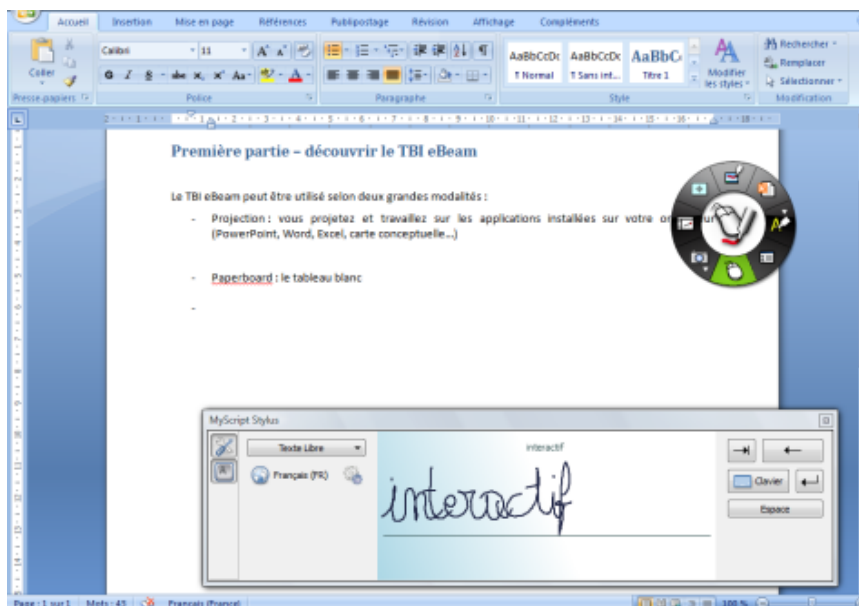 Accueil Insertion Mise en page Références Publipostage Révision Affichage Compléments
Coller
Calibri 11
AaBbCcDc AaBbCcDc AaBbC
¶ Normal ¶ Sans int... Titre 1
Modifier les styles
Rechercher
Remplacer
Sélectionner
Presse-papiers Police Paragraphe Style Modification
Première partie – découvrir le TBI eBeam
Le TBI eBeam peut être utilisé selon deux grandes modalités :
- Projection : vous projetez et travaillez sur les applications installées sur votre
(PowerPoint, Word, Excel, carte conceptuelle…)
- Paperboard : le tableau blanc
-
MyScript Stylus
Texte Libre
Français (FR)
interactif
interactif
Clavier
Espace
Page : 1 sur 1 Mots : 43 Français (France) 100 %